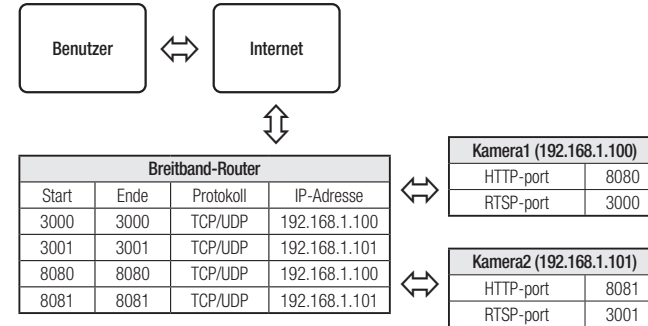 Benutzer
Internet
Breitband-Router
Start Ende Protokoll IP-Adresse
3000 3000 TCP/UDP 192.168.1.100
3001 3001 TCP/UDP 192.168.1.101
8080 8080 TCP/UDP 192.168.1.100
8081 8081 TCP/UDP 192.168.1.101
Kamera1 (192.168.1.100)
HTTP-port 8080
RTSP-port 3000
Kamera2 (192.168.1.101)
HTTP-port 8081
RTSP-port 3001